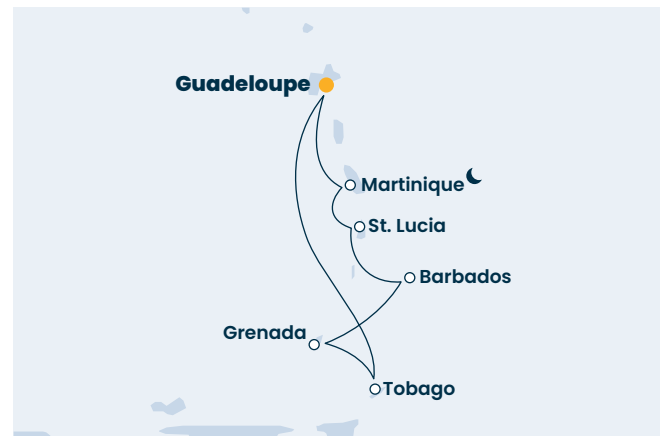 Guadeloupe
Martinique
St. Lucia
Barbados
Grenada
Tobago